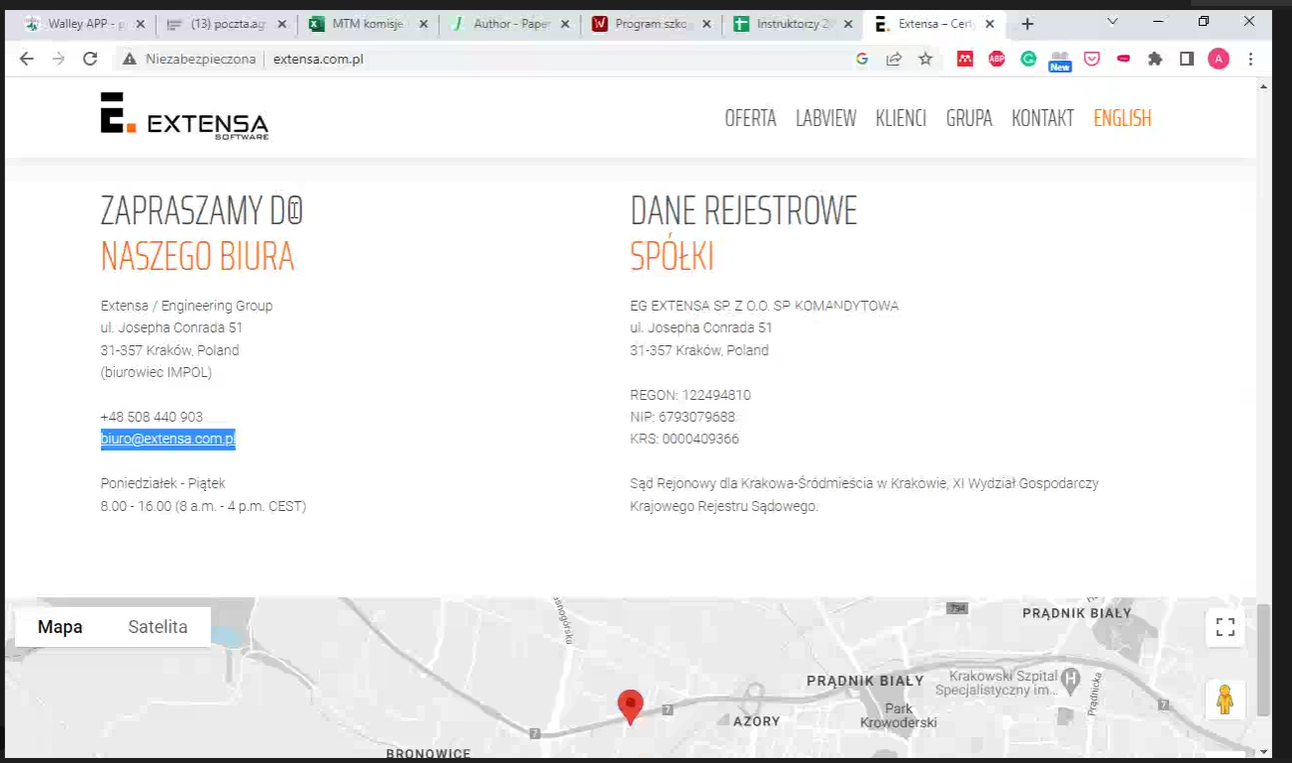 Walley APP - p
(13) poczta.ag
MTM komisje
Author - Paper
Program szko
Instruktorzy 2
Extensa – Cert
Niezabezpieczona
extensa.com.pl
ABP
New
A
E.
EXTENSA
SOFTWARE
OFERTA
LABVIEW
KLIENCI
GRUPA
KONTAKT
ENGLISH
ZAPRASZAMY DO
NASZEGO BIURA
Extensa / Engineering Group
ul. Josepha Conrada 51
31-357 Kraków, Poland
(biurowiec IMPOL)
+48 508 440 903
biuro@extensa.com.pl
Poniedziałek - Piątek
8.00 - 16.00 (8 a.m. - 4 p.m. CEST)
DANE REJESTROWE
SPÓŁKI
EG EXTENSA SP. Z O.O. SP KOMANDYTOWA
ul. Josepha Conrada 51
31-357 Kraków, Poland
REGON: 122494810
NIP: 6793079688
KRS: 0000409366
Sąd Rejonowy dla Krakowa-Śródmieścia w Krakowie, XI Wydział Gospodarczy
Krajowego Rejestru Sądowego.
Mapa
Satelita
794
PRĄDNIK BIAŁY
PRĄDNIK BIAŁY
Krakowski Szpital
Specjalistyczny im...
H
Prądnicka
Park
Krowoderski
AZORY
7
7
7
BRONOWICE